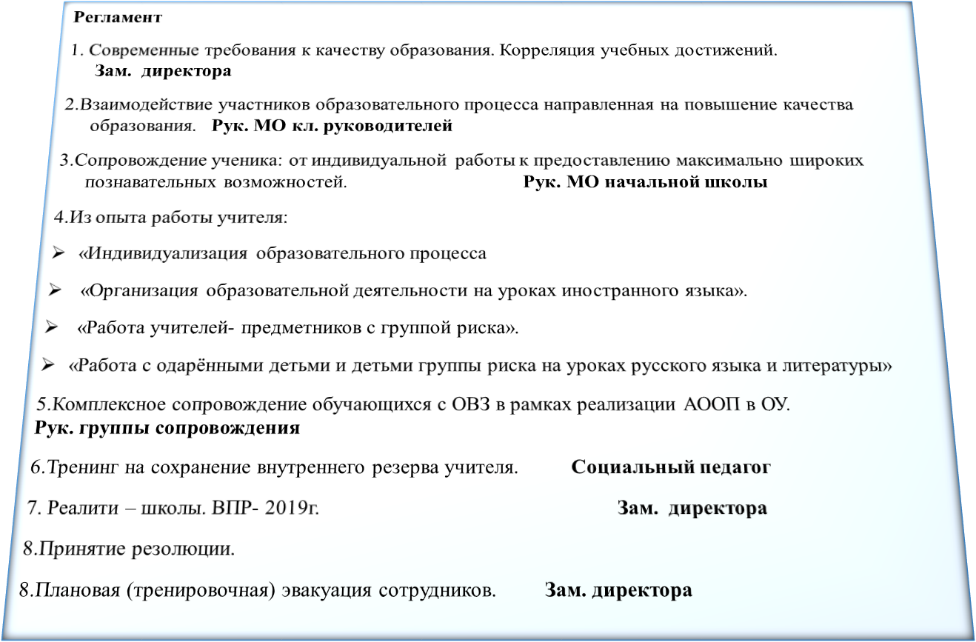 Регламент
1. Современные требования к качеству образования. Корреляция учебных достижений.
Зам. директора
2.Взаимодействие участников образовательного процесса направленная на повышение качества
образования. Рук. МО кл. руководителей
3.Сопровождение ученика: от индивидуальной работы к предоставлению максимально широких
познавательных возможностей. Рук. МО начальной школы
4.Из опыта работы учителя:
➢ «Индивидуализация образовательного процесса
➢ «Организация образовательной деятельности на уроках иностранного языка».
➢ «Работа учителей- предметников с группой риска».
➢ «Работа с одарёнными детьми и детьми группы риска на уроках русского языка и литературы»
5.Комплексное сопровождение обучающихся с ОВЗ в рамках реализации АООП в ОУ.
Рук. группы сопровождения
6.Тренинг на сохранение внутреннего резерва учителя. Социальный педагог
7. Реалити – школы. ВПР- 2019г. Зам. директора
8.Принятие резолюции.
8.Плановая (тренировочная) эвакуация сотрудников. Зам. директора